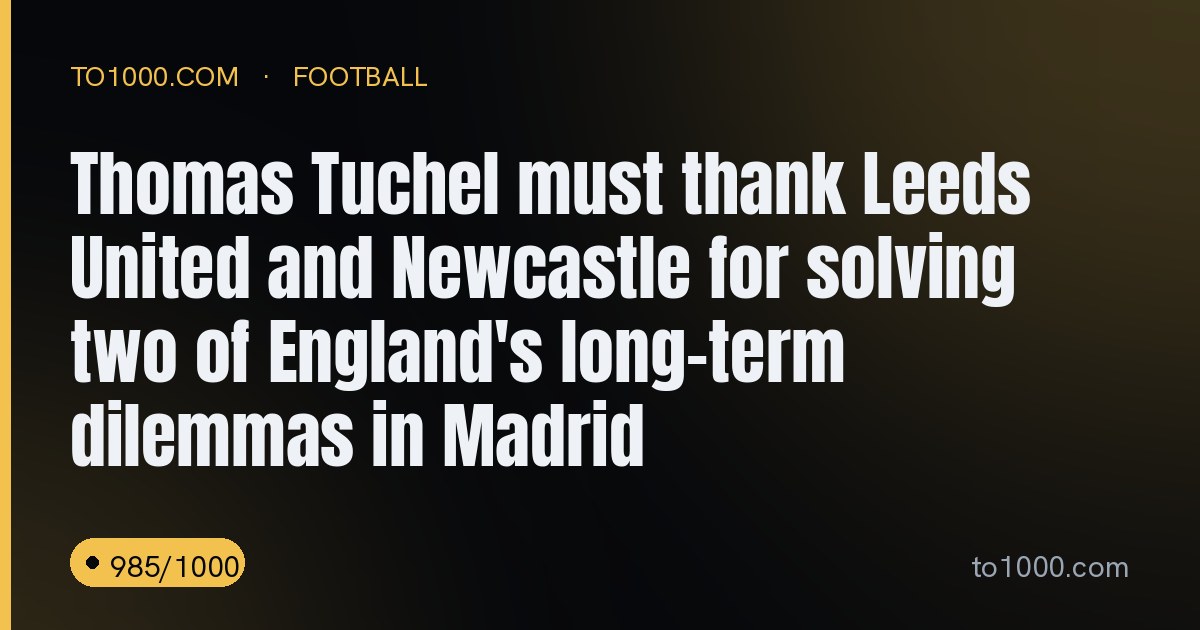 TO1000.COM · FOOTBALL
Thomas Tuchel must thank Leeds
United and Newcastle for solving
two of England's long-term
dilemmas in Madrid
985/1000
to1000.com